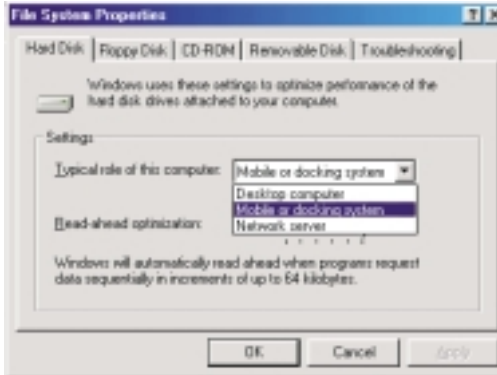 File System Properties
Hard Disk Floppy Disk CD-ROM Removable Disk Troubleshooting
Windows uses these settings to optimize performance of the
hard disk drives attached to your computer.
Settings
Typical role of this computer: Mobile or docking system
Desktop computer
Mobile or docking system
Network server
Read-ahead optimization:
Windows will automatically read ahead when programs request
data sequentially in increments of up to 64 kilobytes.
OK Cancel Apply